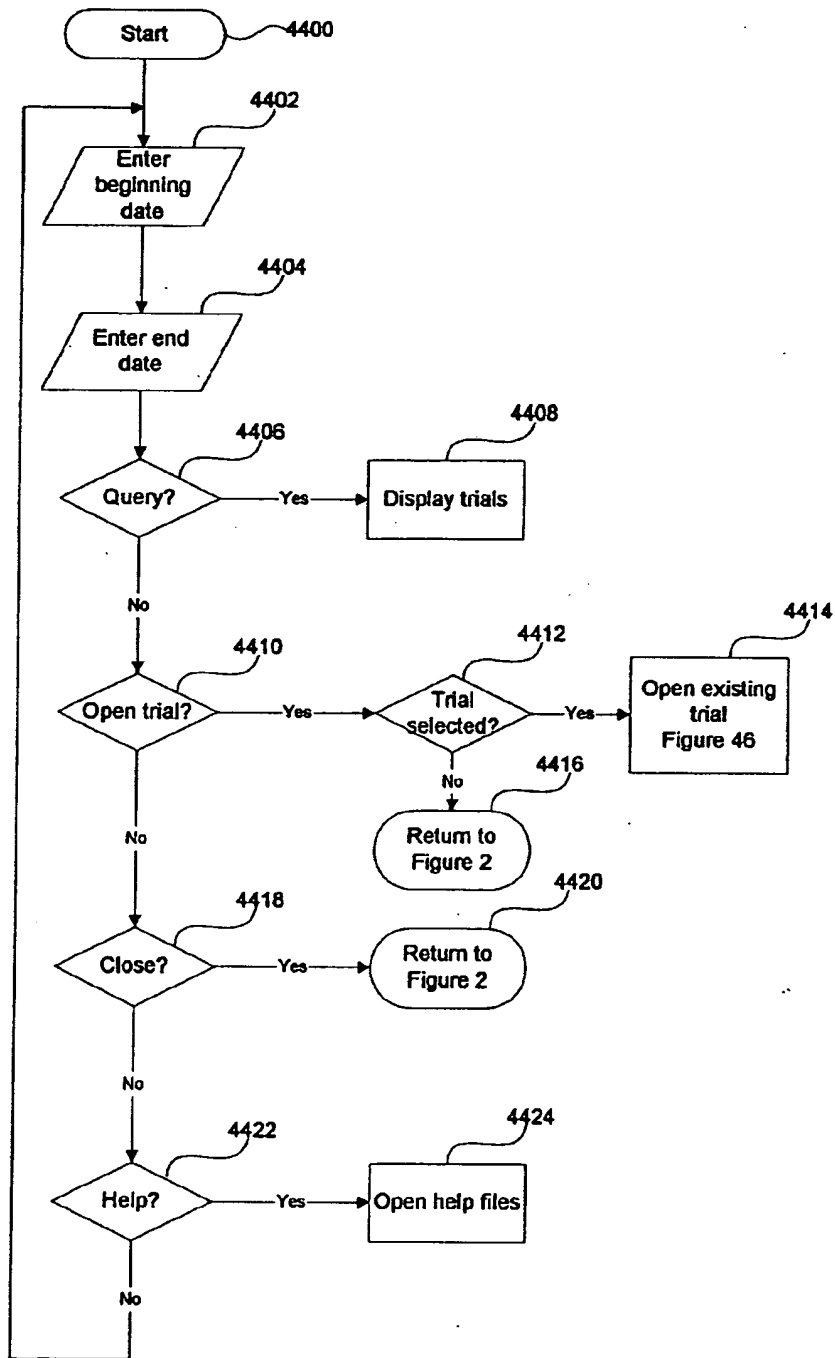 Start
4400
4402
Enter
beginning
date
4404
Enter end
date
4406
Query?
Yes
4408
Display trials
No
4410
Open trial?
Yes
4412
Trial
selected?
Yes
4414
Open existing
trial
Figure 46
No
4416
Return to
Figure 2
No
4418
Close?
Yes
4420
Return to
Figure 2
No
4422
Help?
Yes
4424
Open help files
No